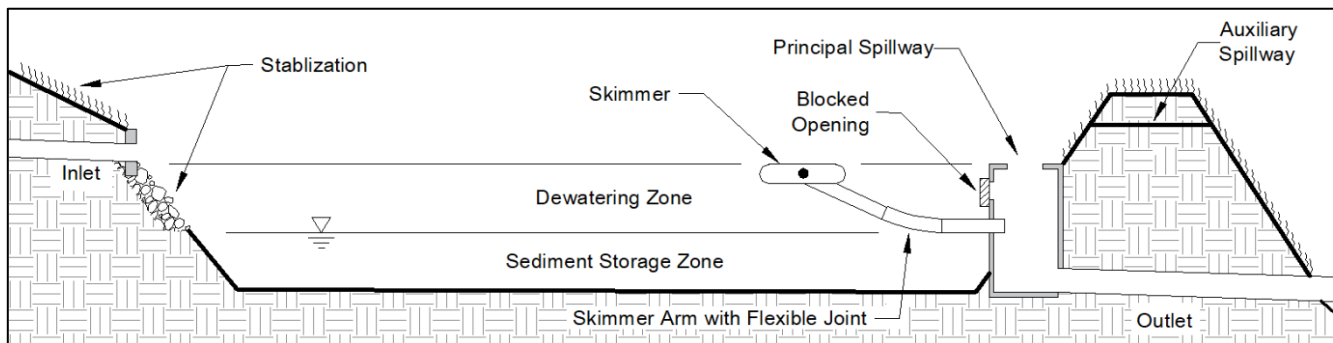 Stablization
Inlet
Skimmer
Principal Spillway
Blocked
Opening
Auxiliary
Spillway
Dewatering Zone
Sediment Storage Zone
Skimmer Arm with Flexible Joint
Outlet